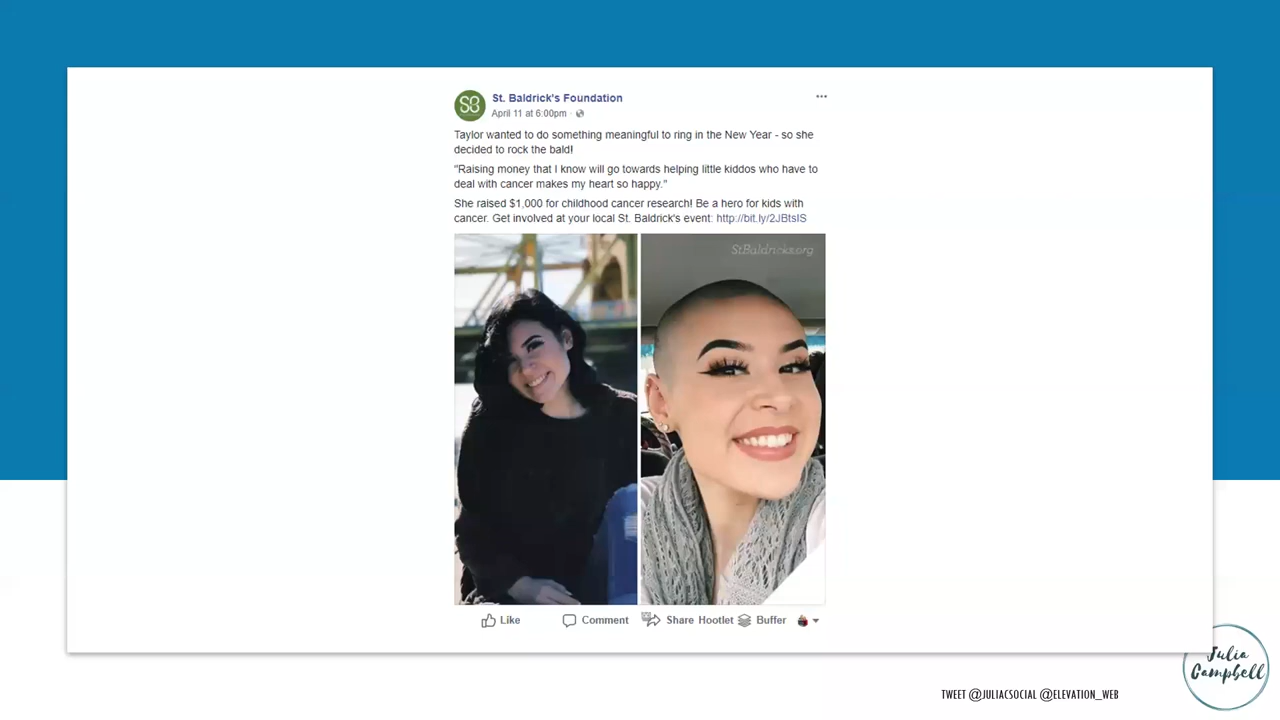 St. Baldrick's Foundation
April 11 at 6:00pm ·
Taylor wanted to do something meaningful to ring in the New Year - so she
decided to rock the bald!
"Raising money that I know will go towards helping little kiddos who have to
deal with cancer makes my heart so happy."
She raised $1,000 for childhood cancer research! Be a hero for kids with
cancer. Get involved at your local St. Baldrick's event: http://bit.ly/2JBtsIS
StBaldricks.org
Like Comment Share Hootlet Buffer
Julia
Campbell
TWEET @JULIACSOCIAL @ELEVATION_WEB